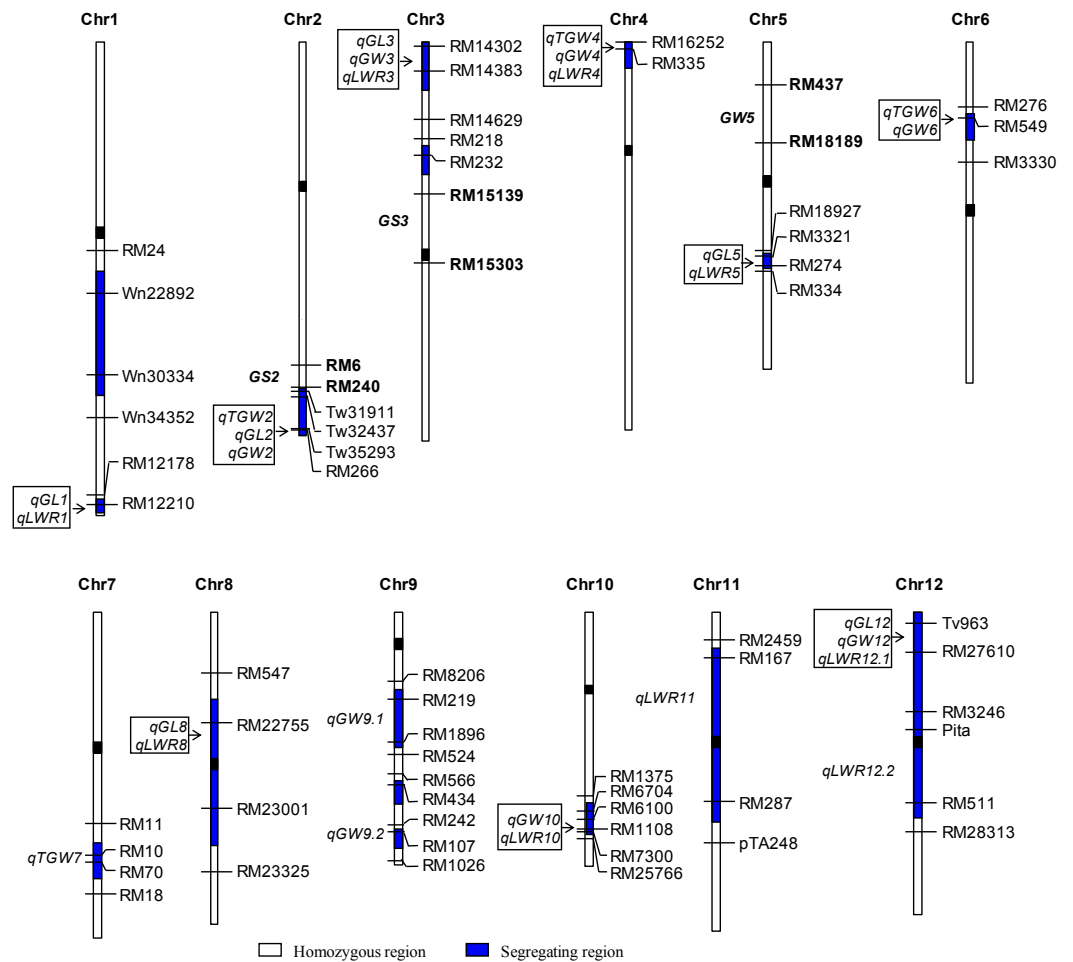 Chr1
Chr2
Chr3
Chr4
Chr5
Chr6
RM24
Wn22892
Wn30334
Wn34352
RM12178
RM12210
qGL1
qLWR1
GS2
RM6
RM240
Tw31911
Tw32437
Tw35293
RM266
qTGW2
qGL2
qGW2
qGL3
qGW3
qLWR3
RM14302
RM14383
RM14629
RM218
RM232
RM15139
GS3
RM15303
qTGW4
qGW4
qLWR4
RM16252
RM335
RM437
GW5
RM18189
RM18927
RM3321
RM274
RM334
qGL5
qLWR5
qTGW6
qGW6
RM276
RM549
RM3330
Chr7
Chr8
Chr9
Chr10
Chr11
Chr12
RM11
RM10
RM70
RM18
qTGW7
RM547
RM22755
RM23001
RM23325
qGL8
qLWR8
RM8206
RM219
RM1896
RM524
RM566
RM434
RM242
RM107
RM1026
qGW9.1
qGW9.2
RM1375
RM6704
RM6100
RM1108
RM7300
RM25766
qGW10
qLWR10
RM2459
RM167
RM287
pTA248
qLWR11
qGL12
qGW12
qLWR12.1
qLWR12.2
Tv963
RM27610
RM3246
Pita
RM511
RM28313
Homozygous region
Segregating region